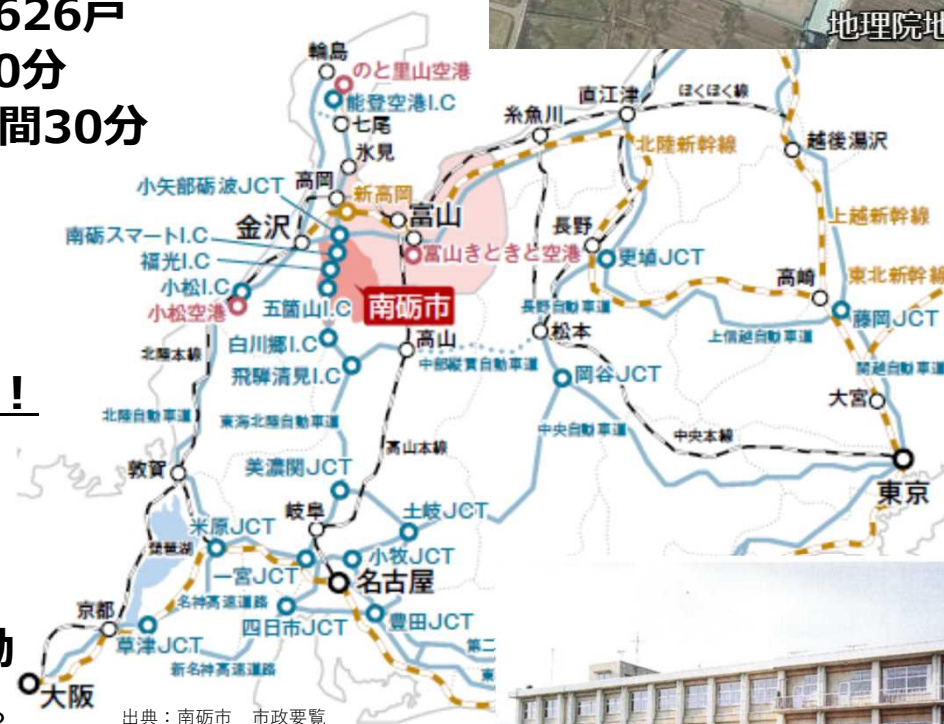 626戸
0分
間30分
地理院地
輪島
のと里山空港
能登空港I.C
七尾
氷見
直江津
ほくほく線
糸魚川
越後湯沢
北陸新幹線
小矢部砺波JCT
高岡
新高岡
金沢
富山
上越新幹線
南砺スマートI.C
長野
富山きときと空港
更埴JCT
福光I.C
高崎
東北新幹線
小松I.C
小松空港
五箇山I.C
南砺市
長野自動車道
藤岡JCT
白川郷I.C
高山
松本
上信越自動車道
北陸本線
中部縦貫自動車道
関越自動車道
飛騨清見I.C
岡谷JCT
!
大宮
北陸自動車道
東海北陸自動車道
中央自動車道
中央本線
高山本線
敦賀
美濃関JCT
東京
岐阜
土岐JCT
米原JCT
琵琶湖
小牧JCT
一宮JCT
名古屋
名神高速道路
京都
四日市JCT
豊田JCT
草津JCT
第二
新名神高速道路
東
大阪
。
出典:南砺市 市政要覧